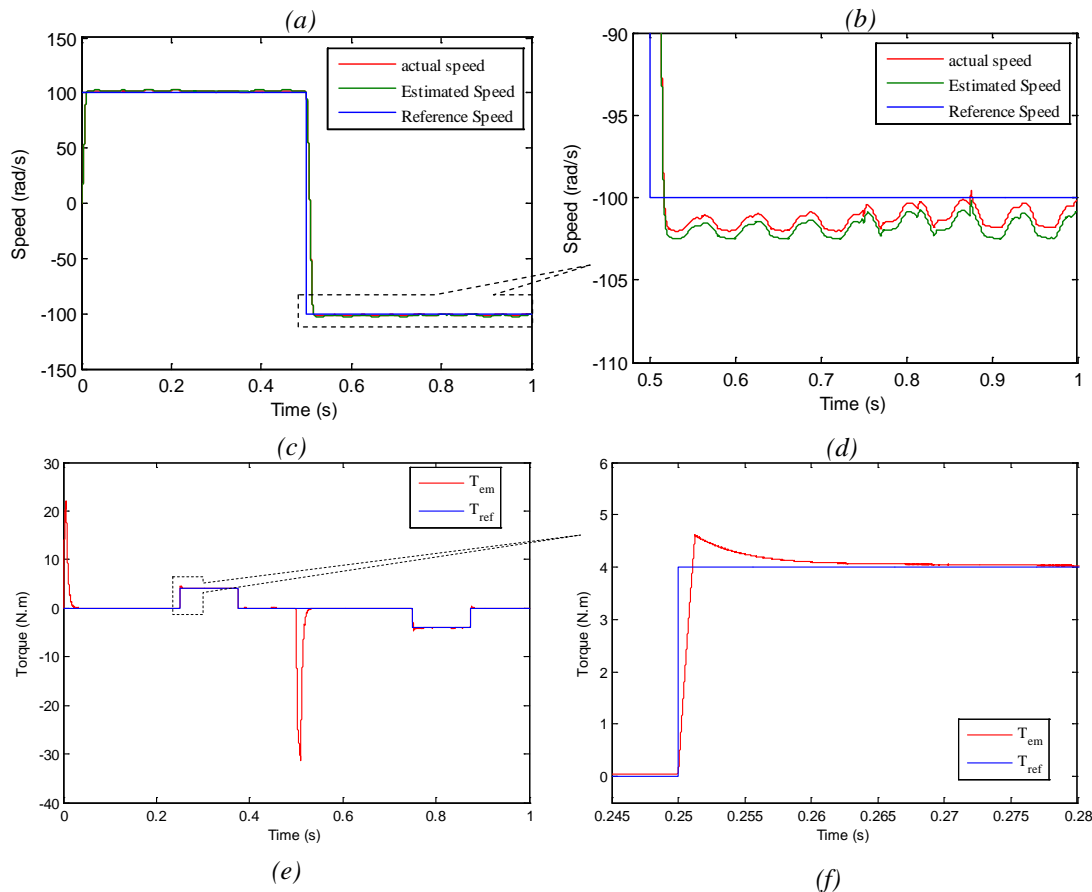 (a)
150
100
50
0
-50
-100
-150
Speed (rad/s)
actual speed
Estimated Speed
Reference Speed
0
0.2
0.4
0.6
0.8
1
Time (s)
(b)
-90
-95
-100
-105
-110
Speed (rad/s)
actual speed
Estimated Speed
Reference Speed
0.5
0.6
0.7
0.8
0.9
1
Time (s)
(c)
30
20
10
0
-10
-20
-30
-40
Torque (N.m)
Tem
Tref
0
0.2
0.4
0.6
0.8
1
Time (s)
(d)
6
5
4
3
2
1
0
Torque (N.m)
Tem
Tref
0.245
0.25
0.255
0.26
0.265
0.27
0.275
0.28
Time (s)
(e)
(f)